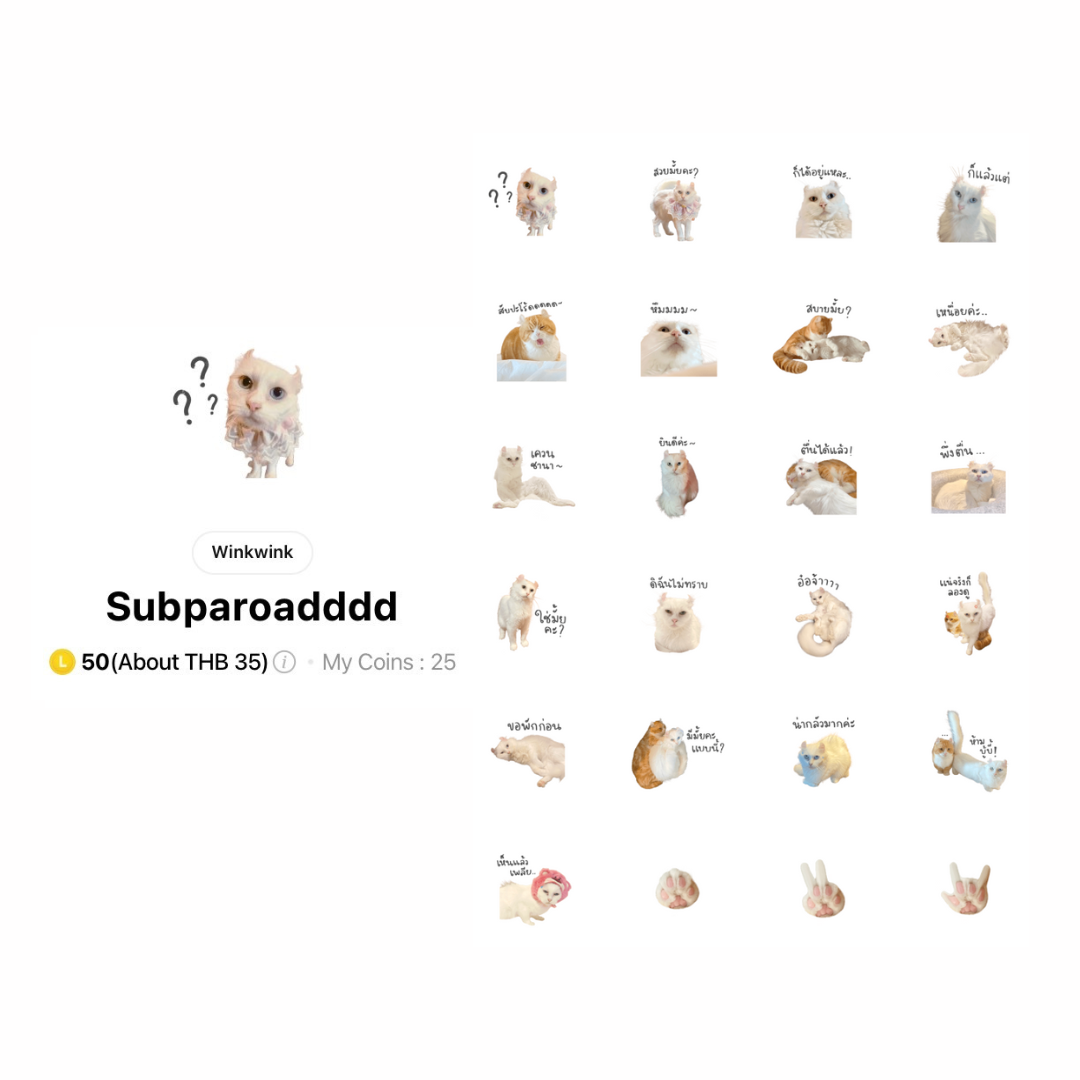 ? ? ?
Winkwink
Subparoadddd
L 50(About THB 35) i • My Coins : 25
? ? ?
สวยมั้ยคะ?
ก็ได้อยู่แหละ..
ก็แล้วแต่
สับปะโร้ดดดดด~
หืมมมม~
สบายมั้ย?
เหนื่อยค่ะ..
เควน
ชานา~
ยินดีค่ะ~
ตื่นได้แล้ว!
พึ่งตื่น...
ใช่มั้ย
คะ?
ดิฉันไม่ทราบ
อ๋อจ้าาาา
แน่จริงก็
ลองดู
ขอพักก่อน
มีมั้ยคะ
แบบนี้?
น่ากลัวมากค่ะ
...
ห้าม
บู้บี้!
เห็นแล้ว
เพลีย..